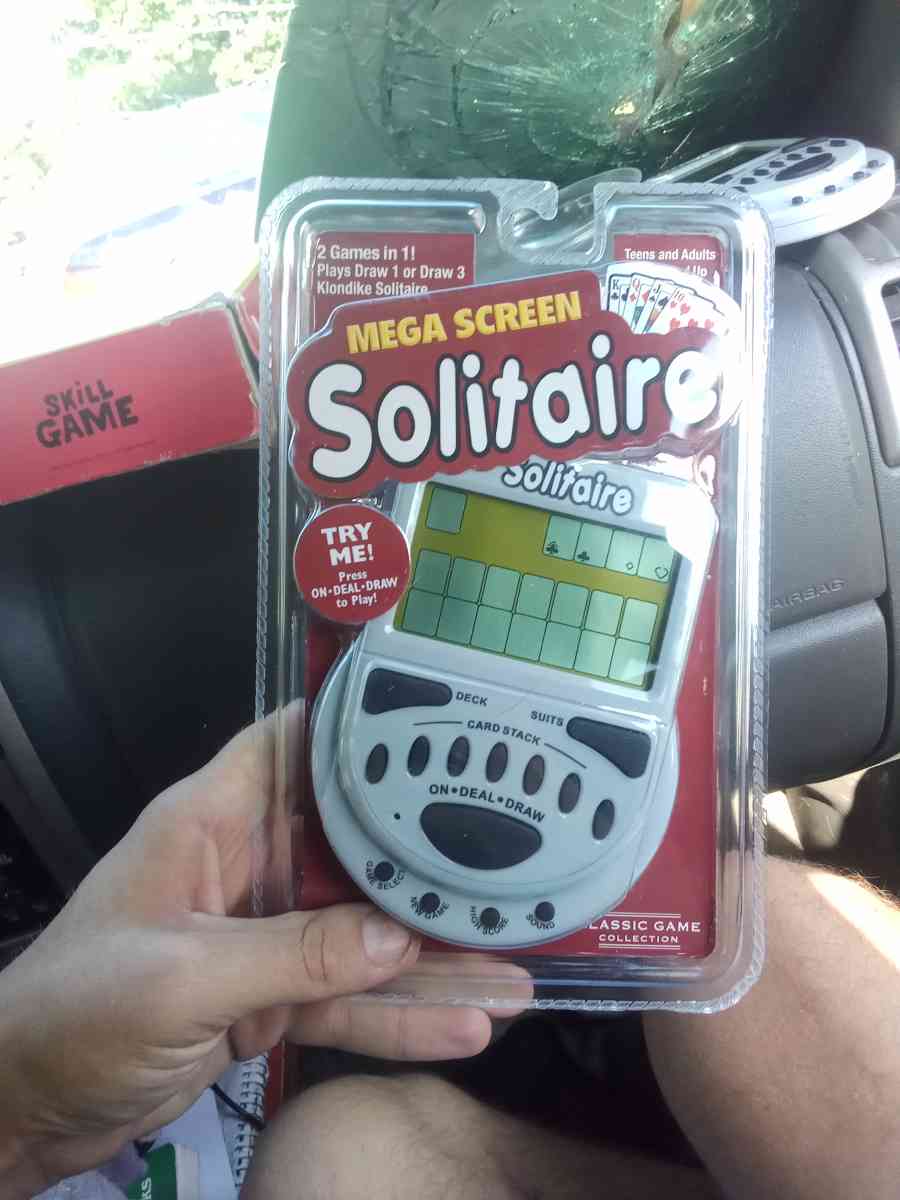 2 Games in 1!
Plays Draw 1 or Draw 3
Klondike Solitaire
Teens and Adults
Up
MEGA SCREEN
Solitaire
SKiLL
GAME
Solitaire
TRY
ME!
Press
ON•DEAL•DRAW
to Play!
AIRBAG
DECK
SUITS
CARD STACK
ON•DEAL•DRAW
GAME SELECT
NEW GAME
HIGH SCORE
SOUND
CLASSIC GAME
COLLECTION
KS